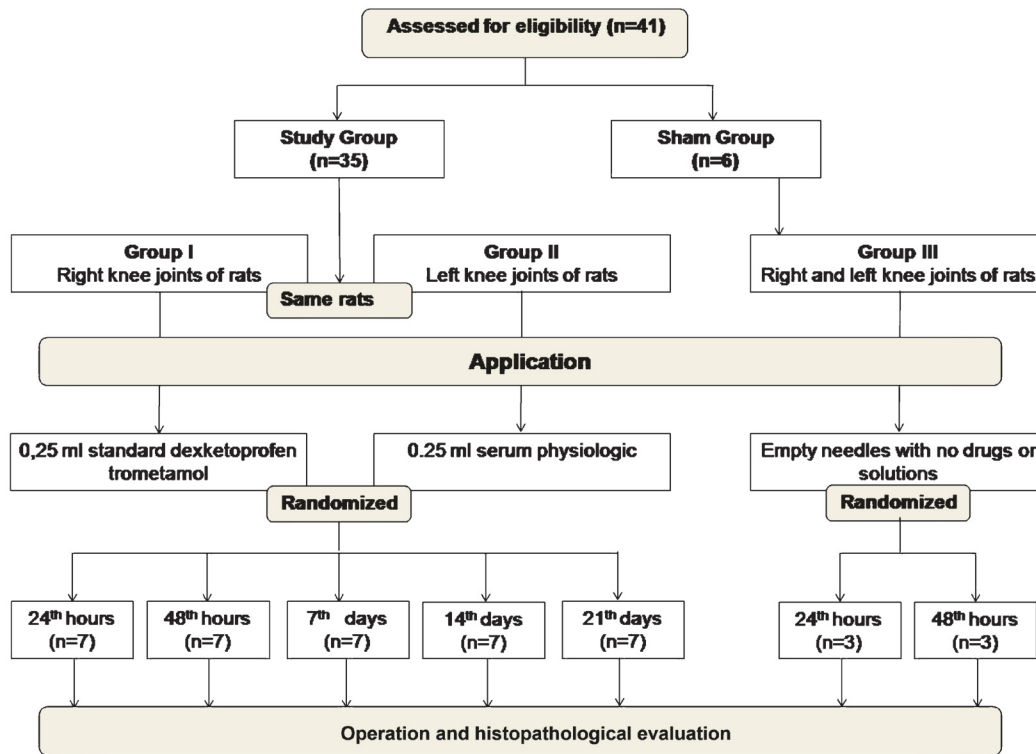 Assessed for eligibility (n=41)
Study Group
(n=35)
Sham Group
(n=6)
Group I
Right knee joints of rats
Group II
Left knee joints of rats
Group III
Right and left knee joints of rats
Same rats
Application
0,25 ml standard dexketoprofen
trometamol
0.25 ml serum physiologic
Empty needles with no drugs or
solutions
Randomized
Randomized
24th hours
(n=7)
48th hours
(n=7)
7th days
(n=7)
14th days
(n=7)
21th days
(n=7)
24th hours
(n=3)
48th hours
(n=3)
Operation and histopathological evaluation